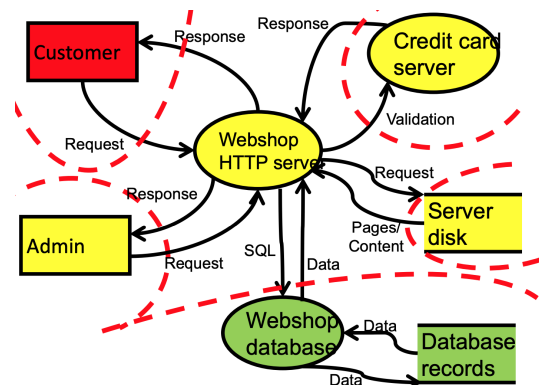 Customer
Response
Response
Credit card
server
Request
Webshop
HTTP server
Validation
Response
Request
Admin
Request
Pages/
Content
Server
disk
SQL
Data
Webshop
database
Data
Database
records
Data